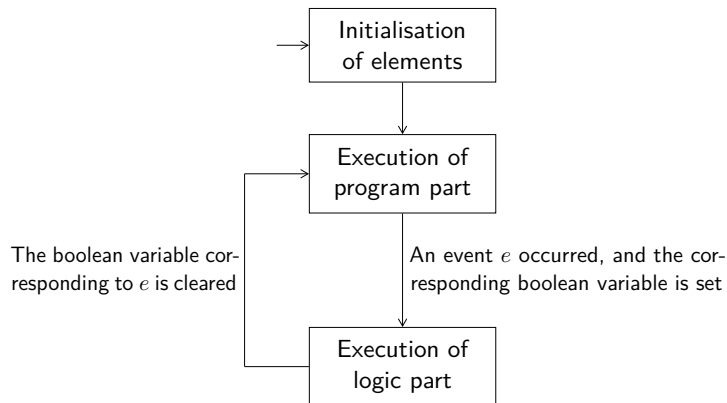 Initialisation
of elements
Execution of
program part
The boolean variable cor-
responding to e is cleared
An event e occurred, and the cor-
responding boolean variable is set
Execution of
logic part